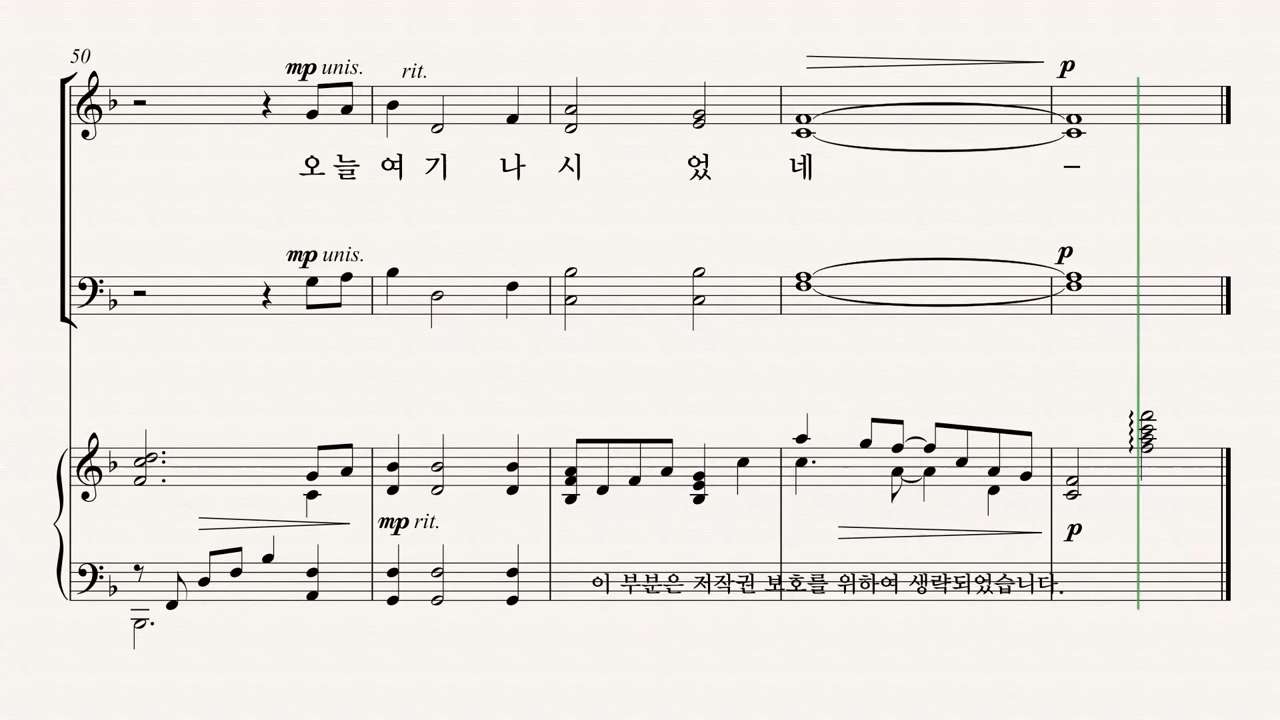 50
mp unis. rit. p
오늘 여기 나 시 었 네 –
mp unis. p
mp rit. p
이 부분은 저작권 보호를 위하여 생략되었습니다.